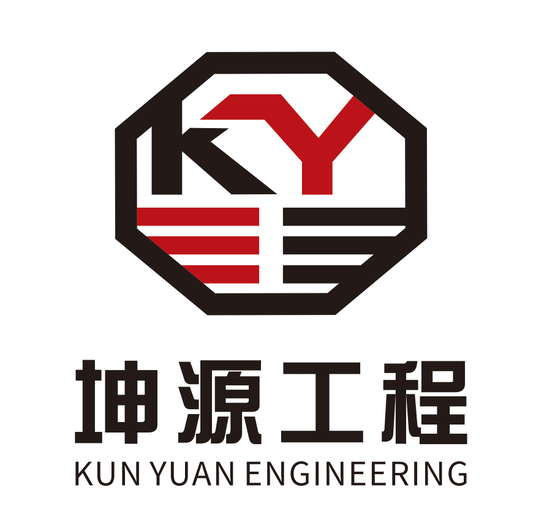 KY
坤源工程
KUN YUAN ENGINEERING